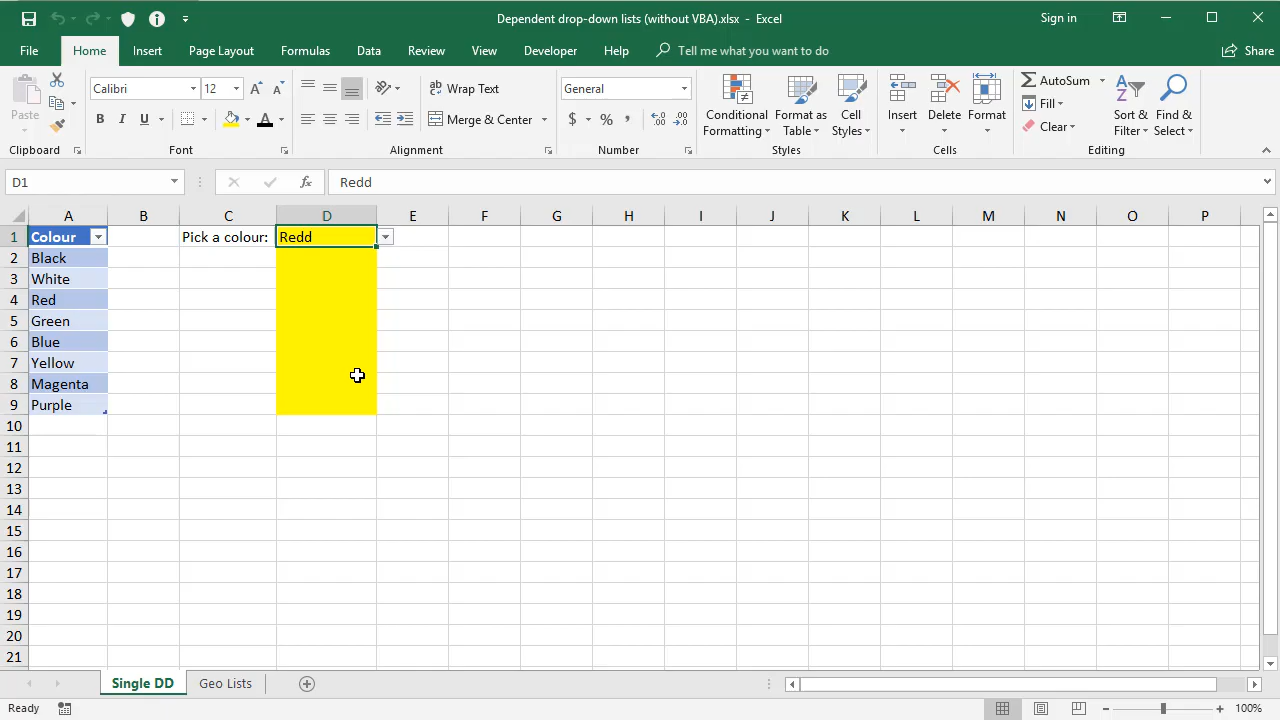 Dependent drop-down lists (without VBA).xlsx - Excel
Sign in
File Home Insert Page Layout Formulas Data Review View Developer Help Tell me what you want to do Share
Paste
Clipboard
Calibri 12
B I U A
Font
Wrap Text
Merge & Center
Alignment
General
$ % ,
Number
Conditional Formatting
Format as Table
Cell Styles
Styles
Insert Delete Format
Cells
AutoSum
Fill
Clear
Sort & Filter
Find & Select
Editing
D1 fx Redd
A B C D E F G H I J K L M N O P
1 Colour Pick a colour: Redd
2 Black
3 White
4 Red
5 Green
6 Blue
7 Yellow
8 Magenta
9 Purple
10
11
12
13
14
15
16
17
18
19
20
21
Single DD Geo Lists
Ready 100%